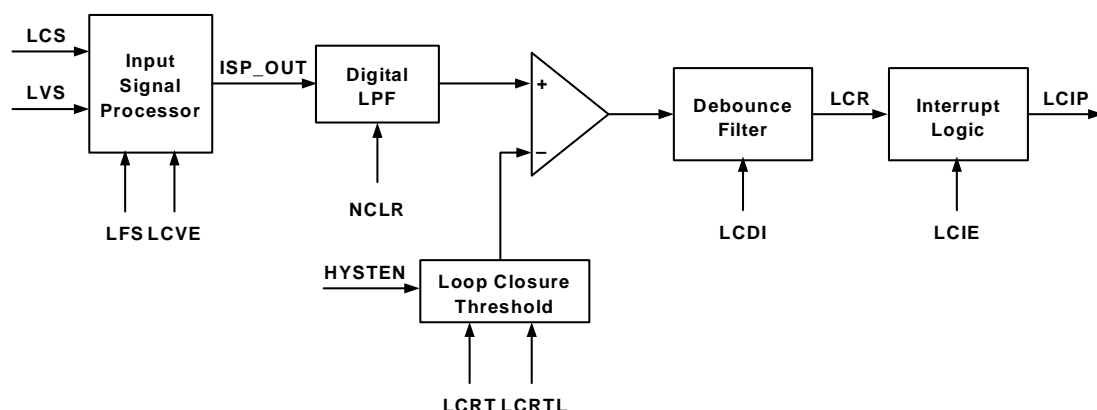 LCS
LVS
Input
Signal
Processor
LFS LCVE
ISP_OUT
Digital
LPF
NCLR
+
−
HYSTEN
Loop Closure
Threshold
LCRT LCRTL
Debounce
Filter
LCDI
LCR
Interrupt
Logic
LCIE
LCIP